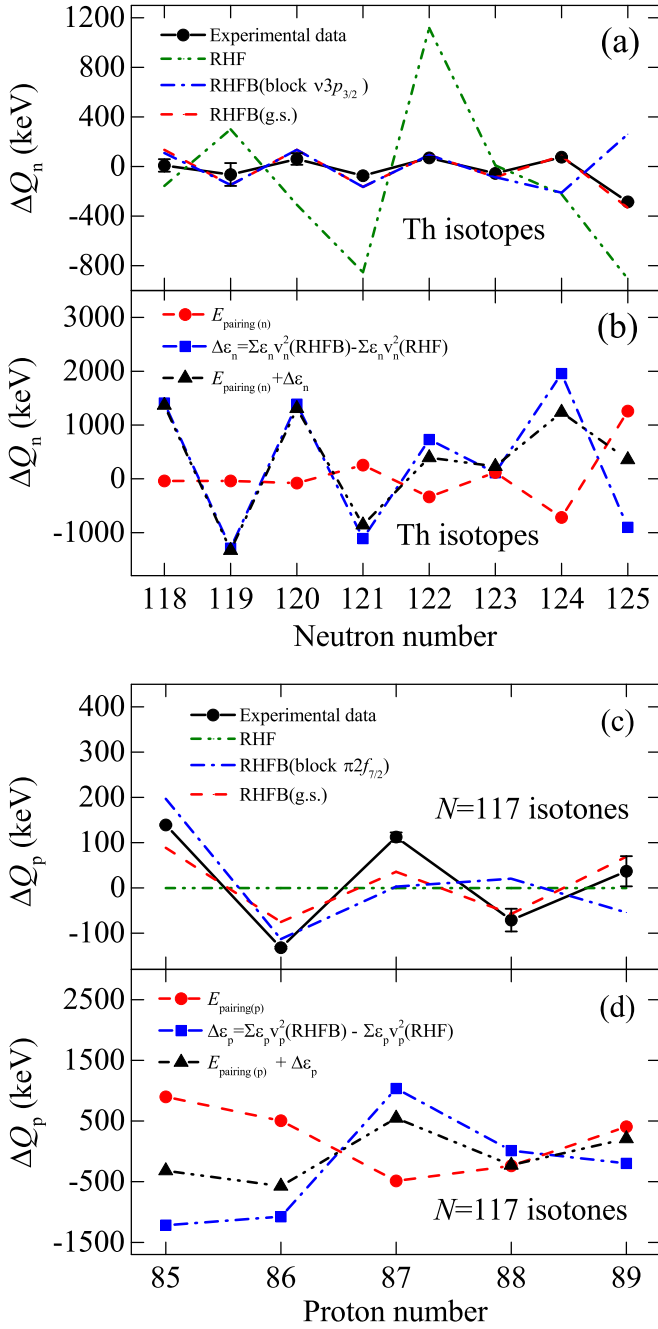 1200
800
400
0
-400
-800
ΔQn (keV)
(a)
Experimental data
RHF
RHFB(block ν3p3/2 )
RHFB(g.s.)
Th isotopes
3000
2000
1000
0
-1000
ΔQn (keV)
(b)
Epairing (n)
Δεn=Σεnv²n(RHFB)-Σεnv²n(RHF)
Epairing (n)+Δεn
Th isotopes
118 119 120 121 122 123 124 125
Neutron number
400
300
200
100
0
-100
ΔQp (keV)
(c)
Experimental data
RHF
RHFB(block π2f7/2)
RHFB(g.s.)
N=117 isotones
2500
1500
500
-500
-1500
ΔQp (keV)
(d)
Epairing(p)
Δεp=Σεpv²p(RHFB) - Σεpv²p(RHF)
Epairing (p) + Δεp
N=117 isotones
85 86 87 88 89
Proton number